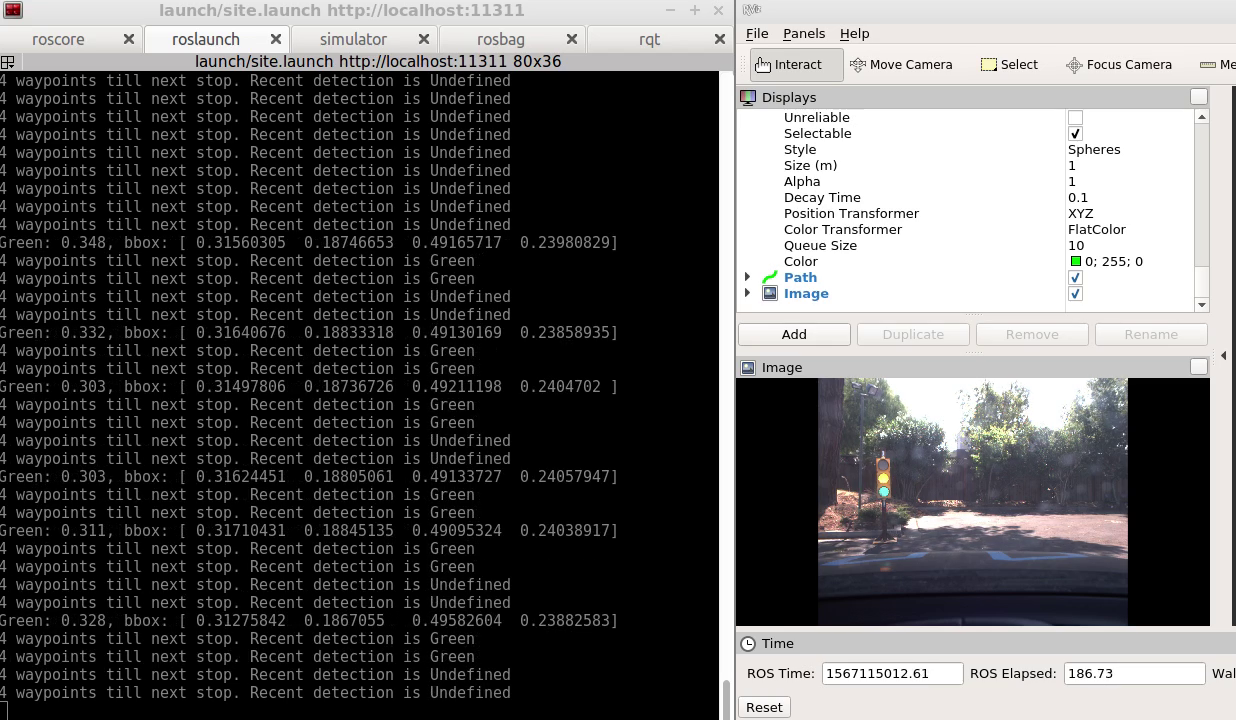 launch/site.launch http://localhost:11311
roscore
roslaunch
simulator
rosbag
rqt
launch/site.launch http://localhost:11311 80x36
4 waypoints till next stop. Recent detection is Undefined
4 waypoints till next stop. Recent detection is Undefined
4 waypoints till next stop. Recent detection is Undefined
4 waypoints till next stop. Recent detection is Undefined
4 waypoints till next stop. Recent detection is Undefined
4 waypoints till next stop. Recent detection is Undefined
4 waypoints till next stop. Recent detection is Undefined
4 waypoints till next stop. Recent detection is Undefined
4 waypoints till next stop. Recent detection is Undefined
Green: 0.348, bbox: [ 0.31560305 0.18746653 0.49165717 0.23980829]
4 waypoints till next stop. Recent detection is Green
4 waypoints till next stop. Recent detection is Green
4 waypoints till next stop. Recent detection is Undefined
4 waypoints till next stop. Recent detection is Undefined
Green: 0.332, bbox: [ 0.31640676 0.18833318 0.49130169 0.23858935]
4 waypoints till next stop. Recent detection is Green
4 waypoints till next stop. Recent detection is Green
Green: 0.303, bbox: [ 0.31497806 0.18736726 0.49211198 0.2404702 ]
4 waypoints till next stop. Recent detection is Green
4 waypoints till next stop. Recent detection is Green
4 waypoints till next stop. Recent detection is Undefined
4 waypoints till next stop. Recent detection is Undefined
Green: 0.303, bbox: [ 0.31624451 0.18805061 0.49133727 0.24057947]
4 waypoints till next stop. Recent detection is Green
4 waypoints till next stop. Recent detection is Green
Green: 0.311, bbox: [ 0.31710431 0.18845135 0.49095324 0.24038917]
4 waypoints till next stop. Recent detection is Green
4 waypoints till next stop. Recent detection is Green
4 waypoints till next stop. Recent detection is Undefined
4 waypoints till next stop. Recent detection is Undefined
Green: 0.328, bbox: [ 0.31275842 0.1867055 0.49582604 0.23882583]
4 waypoints till next stop. Recent detection is Green
4 waypoints till next stop. Recent detection is Green
4 waypoints till next stop. Recent detection is Undefined
4 waypoints till next stop. Recent detection is Undefined
File Panels Help
Interact Move Camera Select Focus Camera Me
Displays
Unreliable
Selectable
Style Spheres
Size (m) 1
Alpha 1
Decay Time 0.1
Position Transformer XYZ
Color Transformer FlatColor
Queue Size 10
Color 0; 255; 0
Path
Image
Add Duplicate Remove Rename
Image
Time
ROS Time: 1567115012.61 ROS Elapsed: 186.73 Wal
Reset